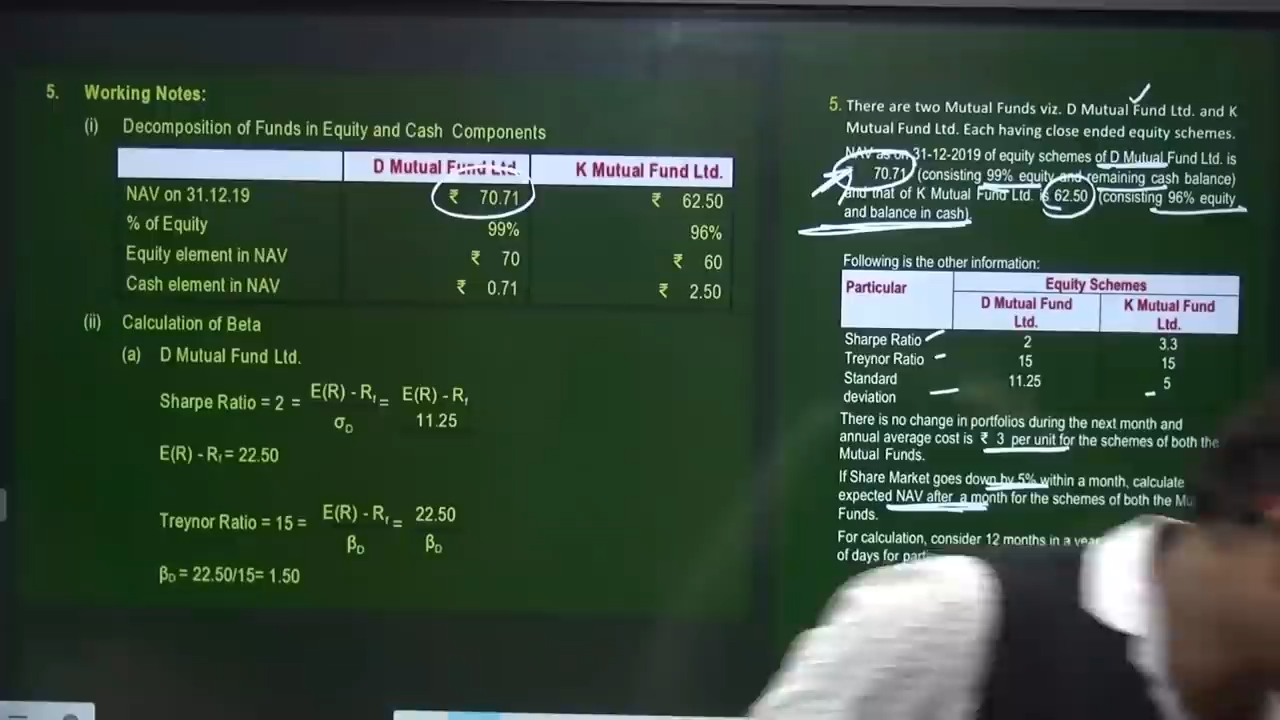 5. Working Notes:
(i) Decomposition of Funds in Equity and Cash Components
D Mutual Fund Ltd. K Mutual Fund Ltd.
NAV on 31.12.19 ₹ 70.71 ₹ 62.50
% of Equity 99% 96%
Equity element in NAV ₹ 70 ₹ 60
Cash element in NAV ₹ 0.71 ₹ 2.50
(ii) Calculation of Beta
(a) D Mutual Fund Ltd.
Sharpe Ratio = 2 = E(R) - Rf / σD = E(R) - Rf / 11.25
E(R) - Rf = 22.50
Treynor Ratio = 15 = E(R) - Rf / βD = 22.50 / βD
βD = 22.50/15= 1.50
5. There are two Mutual Funds viz. D Mutual Fund Ltd. and K
Mutual Fund Ltd. Each having close ended equity schemes.
NAV as on 31-12-2019 of equity schemes of D Mutual Fund Ltd. is
70.71 (consisting 99% equity and remaining cash balance)
and that of K Mutual Fund Ltd. is 62.50 (consisting 96% equity
and balance in cash).
Following is the other information:
Particular Equity Schemes
D Mutual Fund Ltd. K Mutual Fund Ltd.
Sharpe Ratio 2 3.3
Treynor Ratio 15 15
Standard deviation 11.25 5
There is no change in portfolios during the next month and
annual average cost is ₹ 3 per unit for the schemes of both the
Mutual Funds.
If Share Market goes down by 5% within a month, calculate
expected NAV after a month for the schemes of both the
Funds.
For calculation, consider 12 months in a
of days for